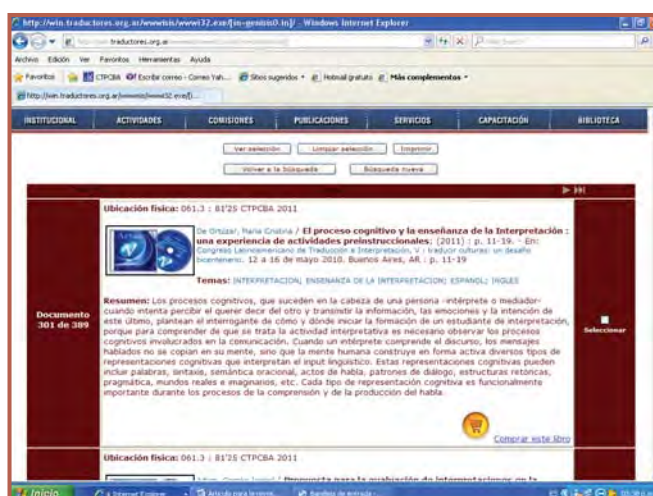 http://win.traductores.org.ar/wwwisis/wwwi32.exe/[in=genisis0.in]/ - Windows Internet Explorer
traductores.org.ar
Archivo Edición Ver Favoritos Herramientas Ayuda
Favoritos CTPCBA Escribir correo - Correo Yah... Sitios sugeridos Hotmail gratuito Más complementos
http://win.traductores.org.ar/wwwisis/wwwi32.exe/[i...
INSTITUCIONAL ACTIVIDADES COMISIONES PUBLICACIONES SERVICIOS CAPACITACIÓN BIBLIOTECA
Ver selección Limpiar selección Imprimir
Volver a la búsqueda Búsqueda nueva
Ubicación física: 061.3 : 81'25 CTPCBA 2011
De Ortúzar, María Cristina / El proceso cognitivo y la enseñanza de la Interpretación :
una experiencia de actividades preinstruccionales; (2011) : p. 11-19. - En:
Congreso Latinoamericano de Traducción e Interpretación, V : traducir culturas: un desafío
bicentenario. 12 a 16 de mayo 2010. Buenos Aires, AR : p. 11-19
Temas: INTERPRETACION; ENSEÑANZA DE LA INTERPRETACION; ESPAÑOL; INGLES
Documento
301 de 389
Resumen: Los procesos cognitivos, que suceden en la cabeza de una persona -intérprete o mediador-
cuando intenta percibir el querer decir del otro y transmitir la información, las emociones y la intención de
este último, plantean el interrogante de cómo y dónde iniciar la formación de un estudiante de interpretación,
porque para comprender de que se trata la actividad interpretativa es necesario observar los procesos
cognitivos involucrados en la comunicación. Cuando un intérprete comprende el discurso, los mensajes
hablados no se copian en su mente, sino que la mente humana construye en forma activa diversos tipos de
representaciones cognitivas que interpretan el input lingüístico. Estas representaciones cognitivas pueden
incluir palabras, sintaxis, semántica oracional, actos de habla, patrones de diálogo, estructuras retóricas,
pragmática, mundos reales e imaginarios, etc. Cada tipo de representación cognitiva es funcionalmente
importante durante los procesos de la comprensión y de la producción del habla.
Seleccionar
Comprar este libro
Ubicación física: 061.3 : 81'25 CTPCBA 2011
Inicio